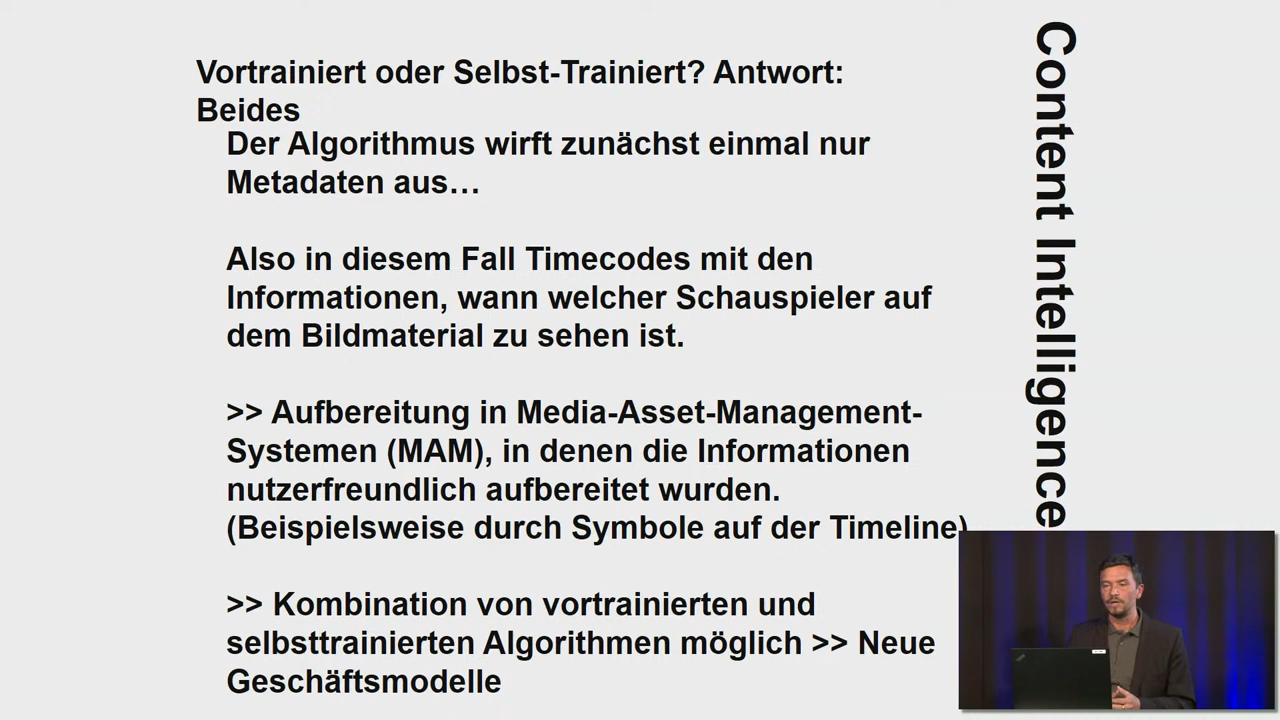 Vortrainiert oder Selbst-Trainiert? Antwort:
Beides
Der Algorithmus wirft zunächst einmal nur
Metadaten aus…
Also in diesem Fall Timecodes mit den
Informationen, wann welcher Schauspieler auf
dem Bildmaterial zu sehen ist.
>> Aufbereitung in Media-Asset-Management-
Systemen (MAM), in denen die Informationen
nutzerfreundlich aufbereitet wurden.
(Beispielsweise durch Symbole auf der Timeline)
>> Kombination von vortrainierten und
selbsttrainierten Algorithmen möglich >> Neue
Geschäftsmodelle
Content Intelligence